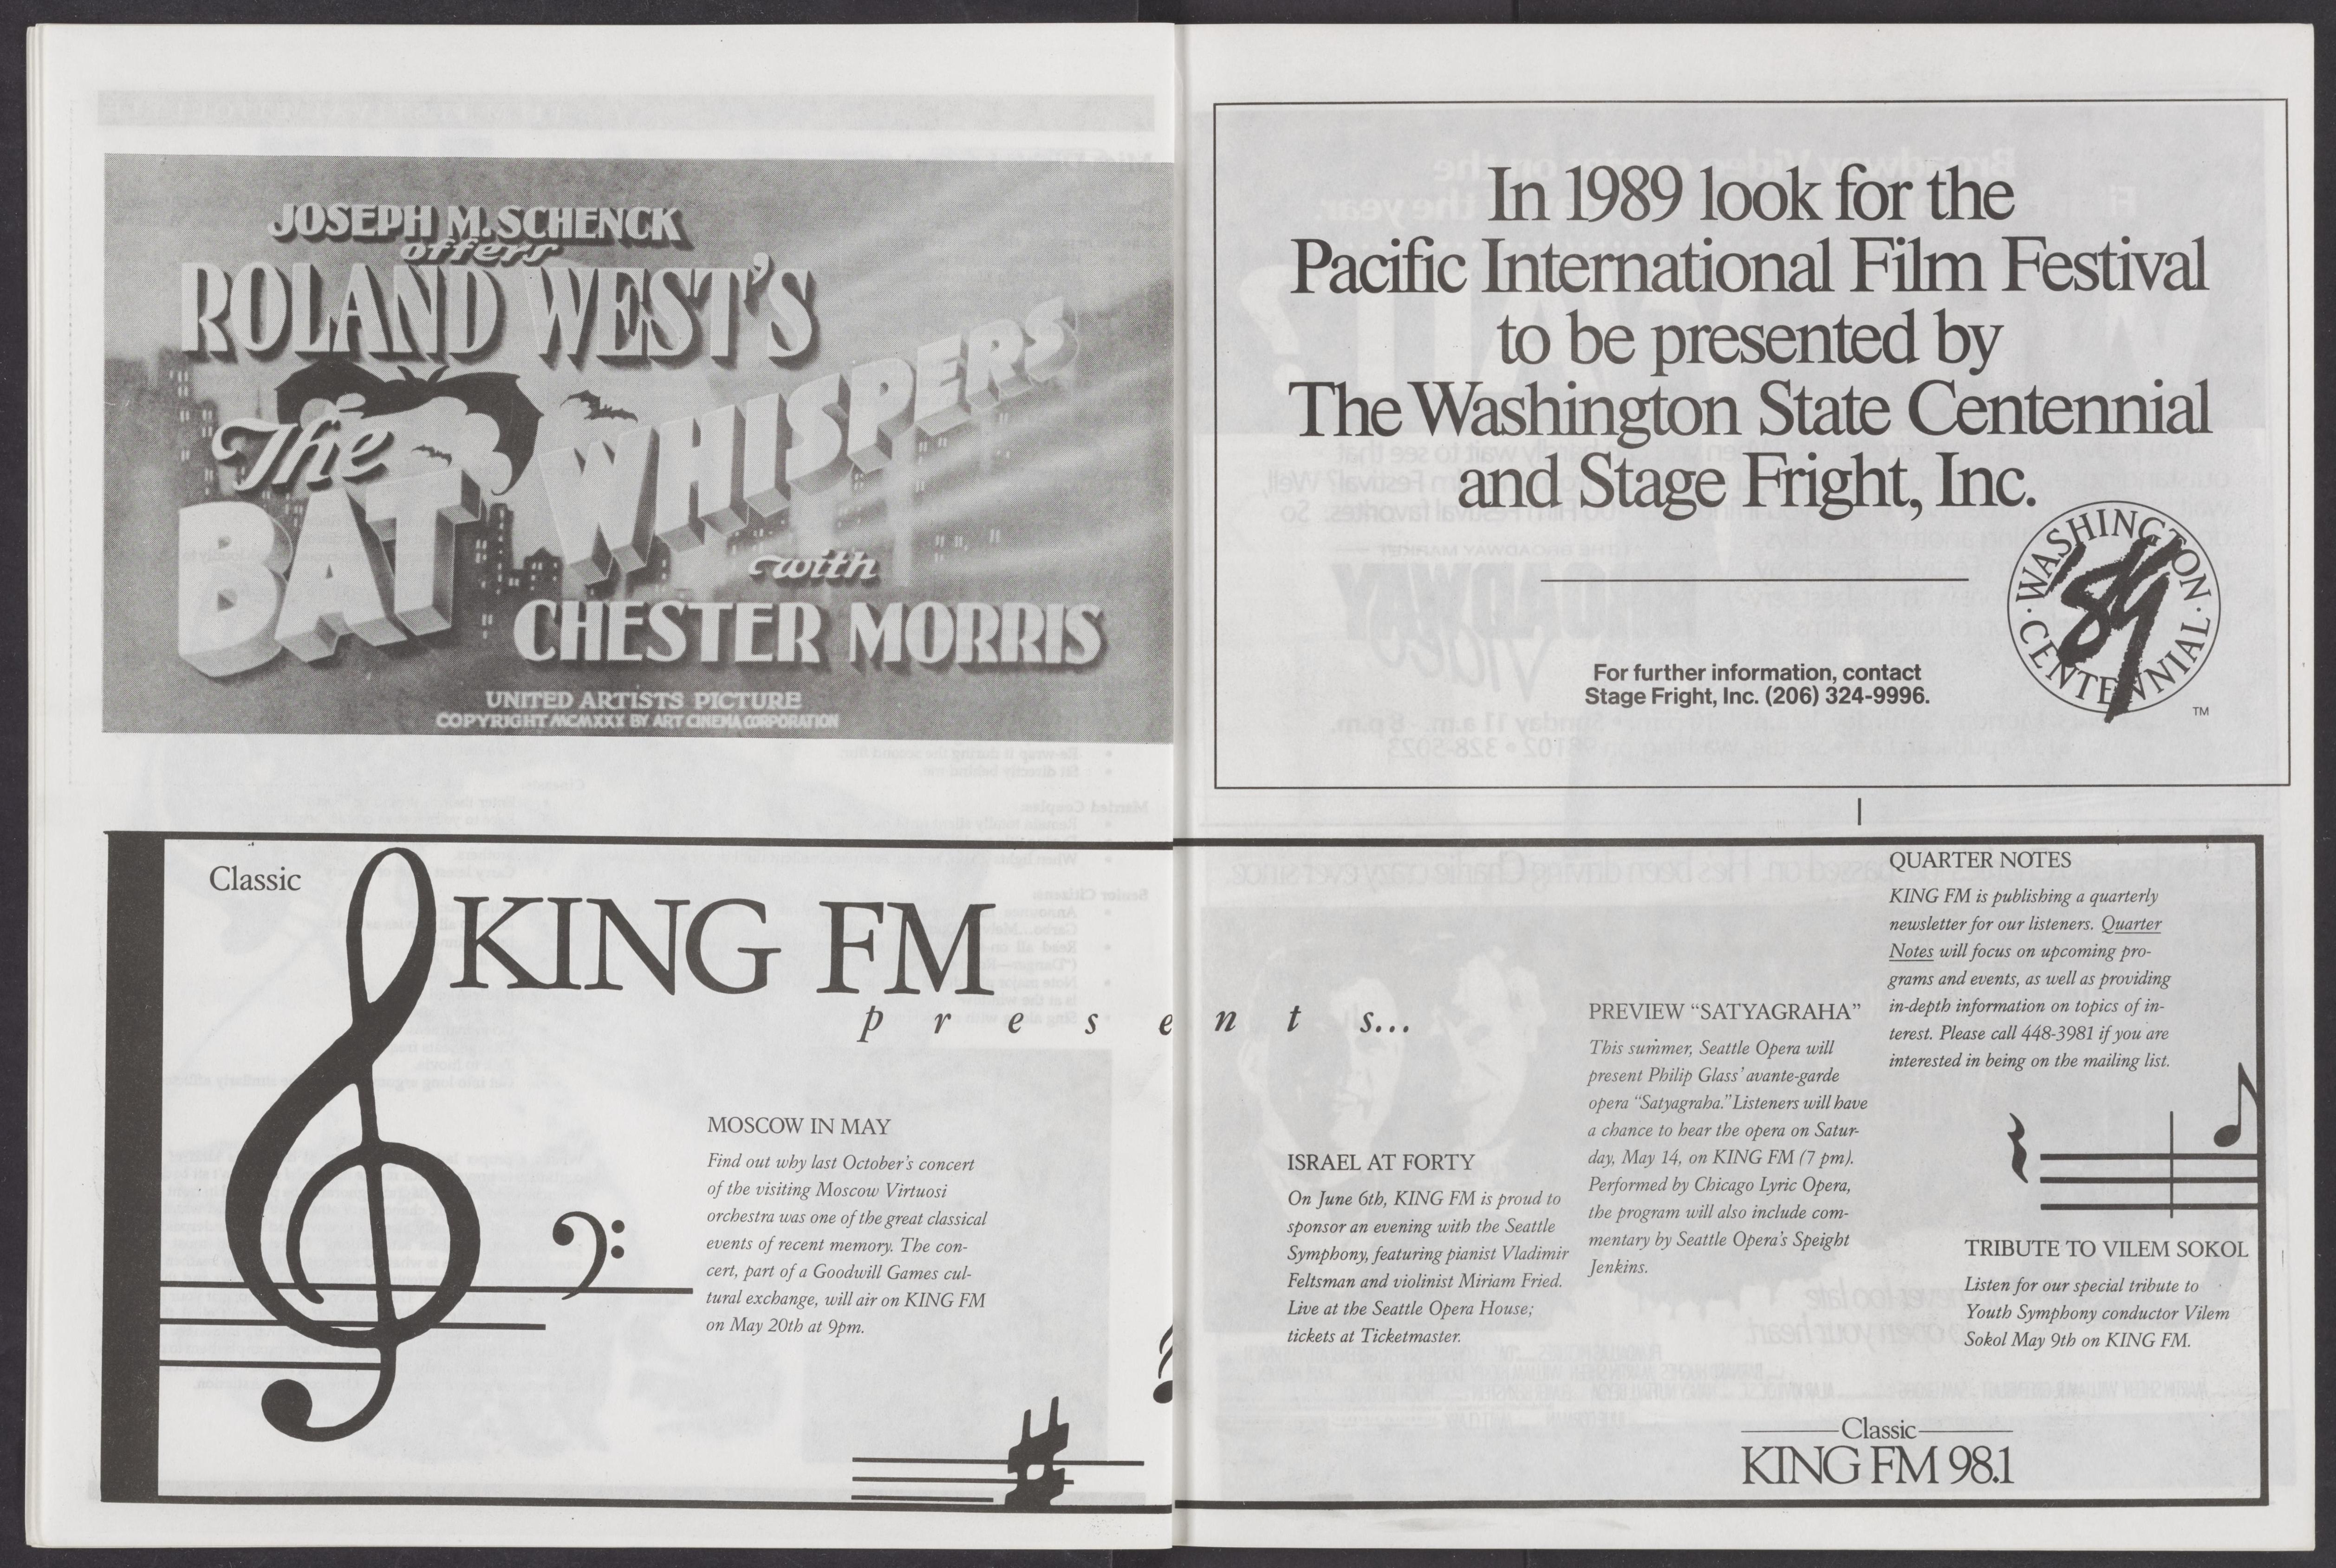 JOSEPH M. SCHENCK
offers
ROLAND WEST'S
The
BAT WHISPERS
with
CHESTER MORRIS
UNITED ARTISTS PICTURE
COPYRIGHT MCMXXX BY ART CINEMA CORPORATION
In 1989 look for the
Pacific International Film Festival
to be presented by
The Washington State Centennial
and Stage Fright, Inc.
For further information, contact
Stage Fright, Inc. (206) 324-9996.
WASHINGTON
89
CENTENNIAL
TM
Classic
KING FM
presents...
MOSCOW IN MAY
Find out why last October's concert
of the visiting Moscow Virtuosi
orchestra was one of the great classical
events of recent memory. The con-
cert, part of a Goodwill Games cul-
tural exchange, will air on KING FM
on May 20th at 9pm.
ISRAEL AT FORTY
On June 6th, KING FM is proud to
sponsor an evening with the Seattle
Symphony, featuring pianist Vladimir
Feltsman and violinist Miriam Fried.
Live at the Seattle Opera House;
tickets at Ticketmaster.
PREVIEW "SATYAGRAHA"
This summer, Seattle Opera will
present Philip Glass' avante-garde
opera "Satyagraha." Listeners will have
a chance to hear the opera on Satur-
day, May 14, on KING FM (7 pm).
Performed by Chicago Lyric Opera,
the program will also include com-
mentary by Seattle Opera's Speight
Jenkins.
QUARTER NOTES
KING FM is publishing a quarterly
newsletter for our listeners. Quarter
Notes will focus on upcoming pro-
grams and events, as well as providing
in-depth information on topics of in-
terest. Please call 448-3981 if you are
interested in being on the mailing list.
TRIBUTE TO VILEM SOKOL
Listen for our special tribute to
Youth Symphony conductor Vilem
Sokol May 9th on KING FM.
Classic
KING FM 98.1